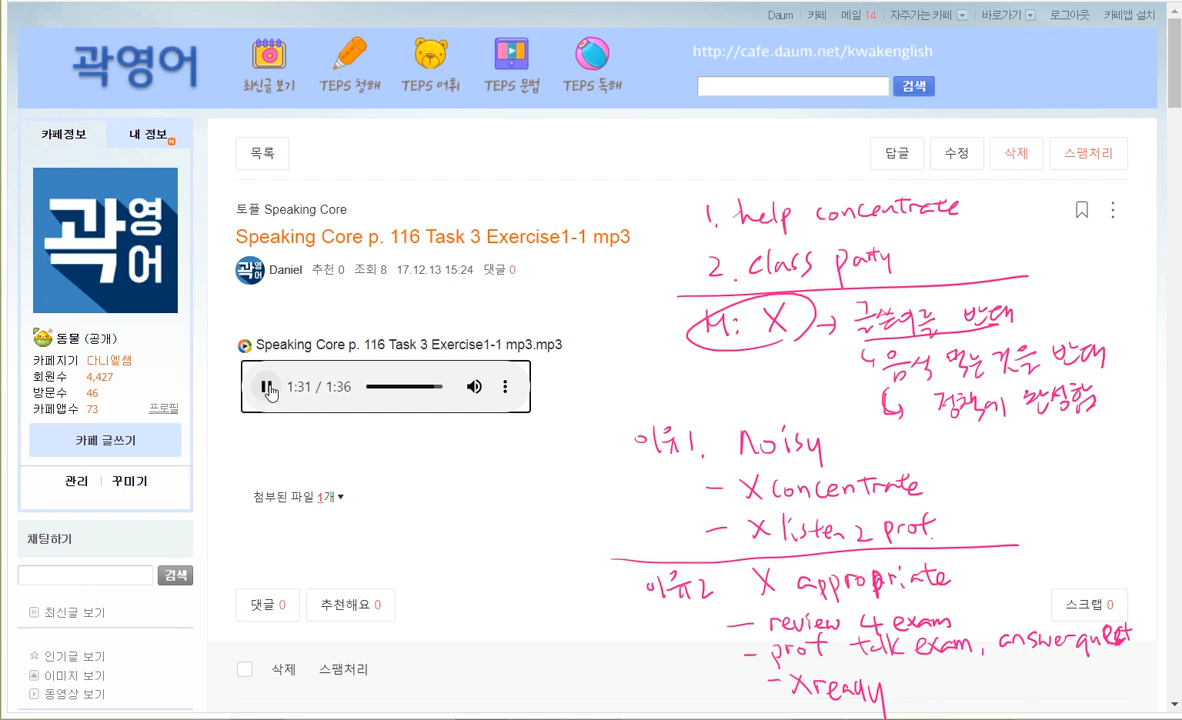 Daum 카페 메일 14 자주가는 카페 바로가기 로그아웃 카페앱 설치
곽영어
최신글 보기 TEPS 청해 TEPS 어휘 TEPS 문법 TEPS 독해
http://cafe.daum.net/kwakenglish
검색
카페정보 내 정보 N
곽영어
동물 (공개)
카페지기 다니엘쌤
회원수 4,427
방문수 46
카페앱수 73 프로필
카페 글쓰기
관리 꾸미기
채팅하기
검색
최신글 보기
인기글 보기
이미지 보기
동영상 보기
목록 답글 수정 삭제 스팸처리
토플 Speaking Core
Speaking Core p. 116 Task 3 Exercise1-1 mp3
곽영어 Daniel 추천 0 조회 8 17.12.13 15:24 댓글 0
Speaking Core p. 116 Task 3 Exercise1-1 mp3.mp3
1:31 / 1:36
첨부된 파일 1개▼
댓글 0 추천해요 0 스크랩 0
삭제 스팸처리
1. help concentrate
2. class party
M: X → 글쓴이를 반대
↳ 음식 먹는 것을 반대
↳ 정책에 찬성함
이유1. Noisy
- X concentrate
- X listen 2 prof.
이유2 X appropriate
- review 4 exam
- prof talk exam, answer quest
- X ready